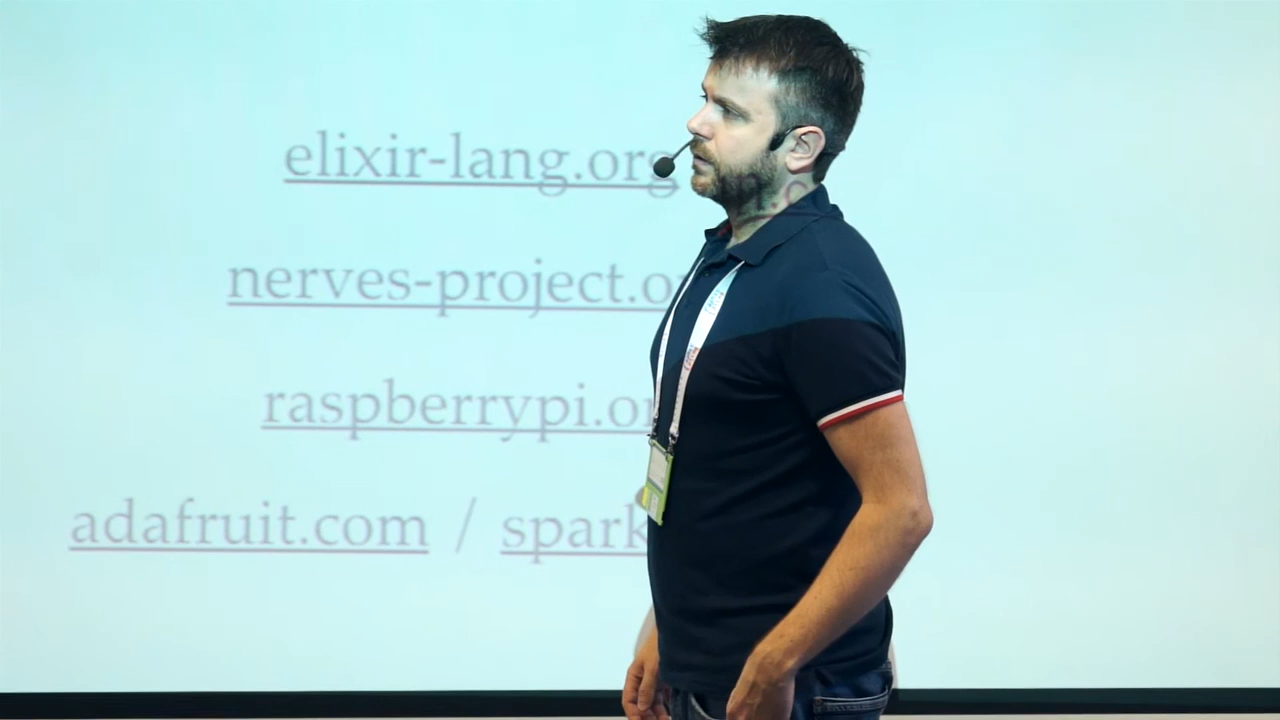 elixir-lang.org
nerves-project.o
raspberrypi.or
adafruit.com / spark